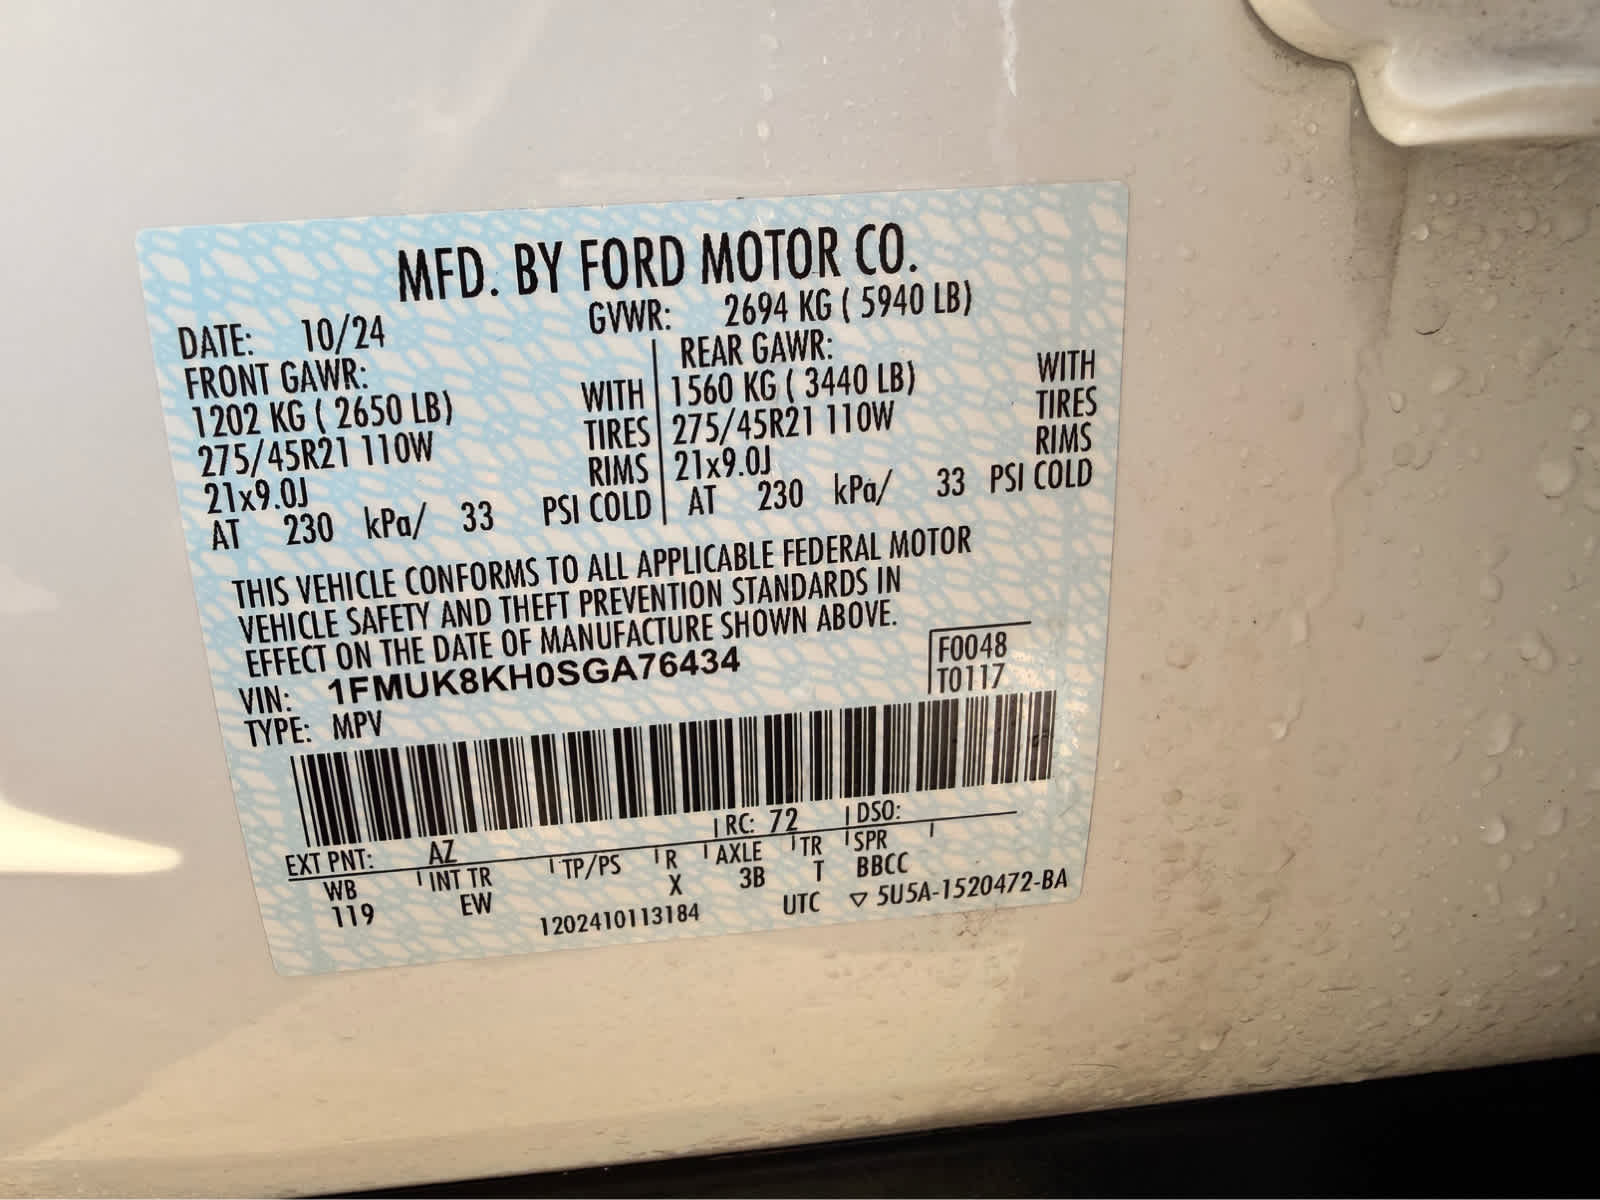 MFD. BY FORD MOTOR CO.
DATE: 10/24 GVWR: 2694 KG ( 5940 LB)
FRONT GAWR: REAR GAWR:
1202 KG ( 2650 LB) WITH 1560 KG ( 3440 LB) WITH
275/45R21 110W TIRES 275/45R21 110W TIRES
21x9.0J RIMS 21x9.0J RIMS
AT 230 kPa/ 33 PSI COLD AT 230 kPa/ 33 PSI COLD
THIS VEHICLE CONFORMS TO ALL APPLICABLE FEDERAL MOTOR
VEHICLE SAFETY AND THEFT PREVENTION STANDARDS IN
EFFECT ON THE DATE OF MANUFACTURE SHOWN ABOVE.
VIN: 1FMUK8KH0SGA76434 F0048
TYPE: MPV T0117
EXT PNT: AZ RC: 72 DSO:
WB INT TR TP/PS R AXLE TR SPR
119 EW X 3B T BBCC
1202410113184 UTC ▽ 5U5A-1520472-BA